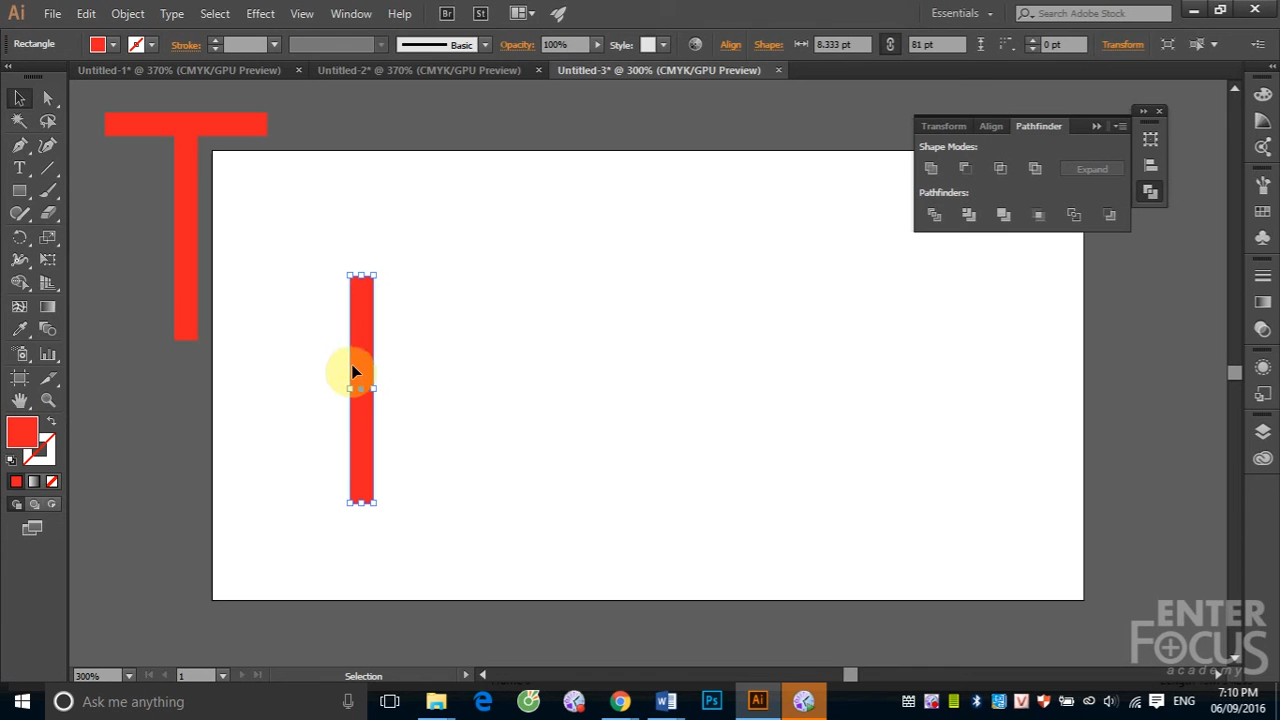 Ai File Edit Object Type Select Effect View Window Help Br St Essentials Search Adobe Stock
Rectangle Stroke: Basic Opacity: 100% Style: Align Shape: 8.333 pt 81 pt 0 pt Transform
Untitled-1* @ 370% (CMYK/GPU Preview) × Untitled-2* @ 370% (CMYK/GPU Preview) × Untitled-3* @ 300% (CMYK/GPU Preview) ×
T
Transform Align Pathfinder
Shape Modes:
Expand
Pathfinders:
ENTER
FOCUS
academy
300% 1 Selection
Ask me anything Ps Ai ENG 7:10 PM
06/09/2016